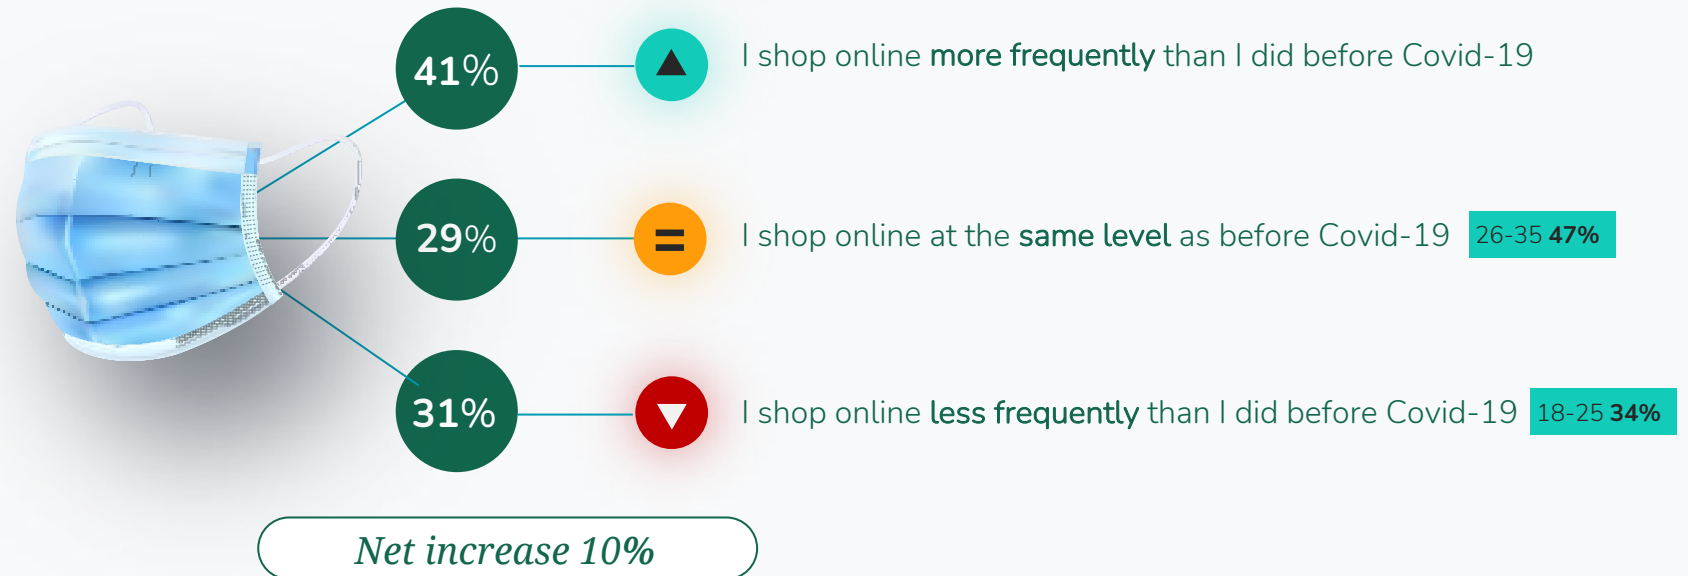 41%
I shop online more frequently than I did before Covid-19
29%
=
I shop online at the same level as before Covid-19
26-35 47%
31%
I shop online less frequently than I did before Covid-19
18-25 34%
Net increase 10%